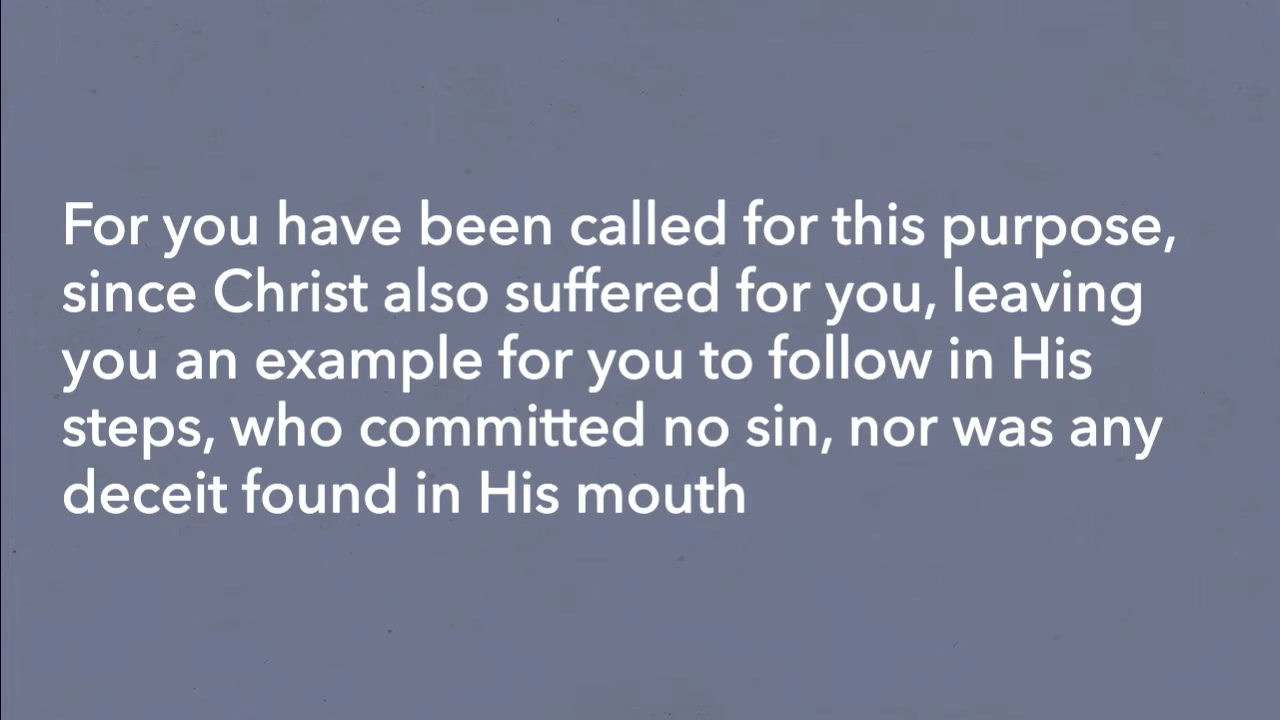 For you have been called for this purpose,
since Christ also suffered for you, leaving
you an example for you to follow in His
steps, who committed no sin, nor was any
deceit found in His mouth